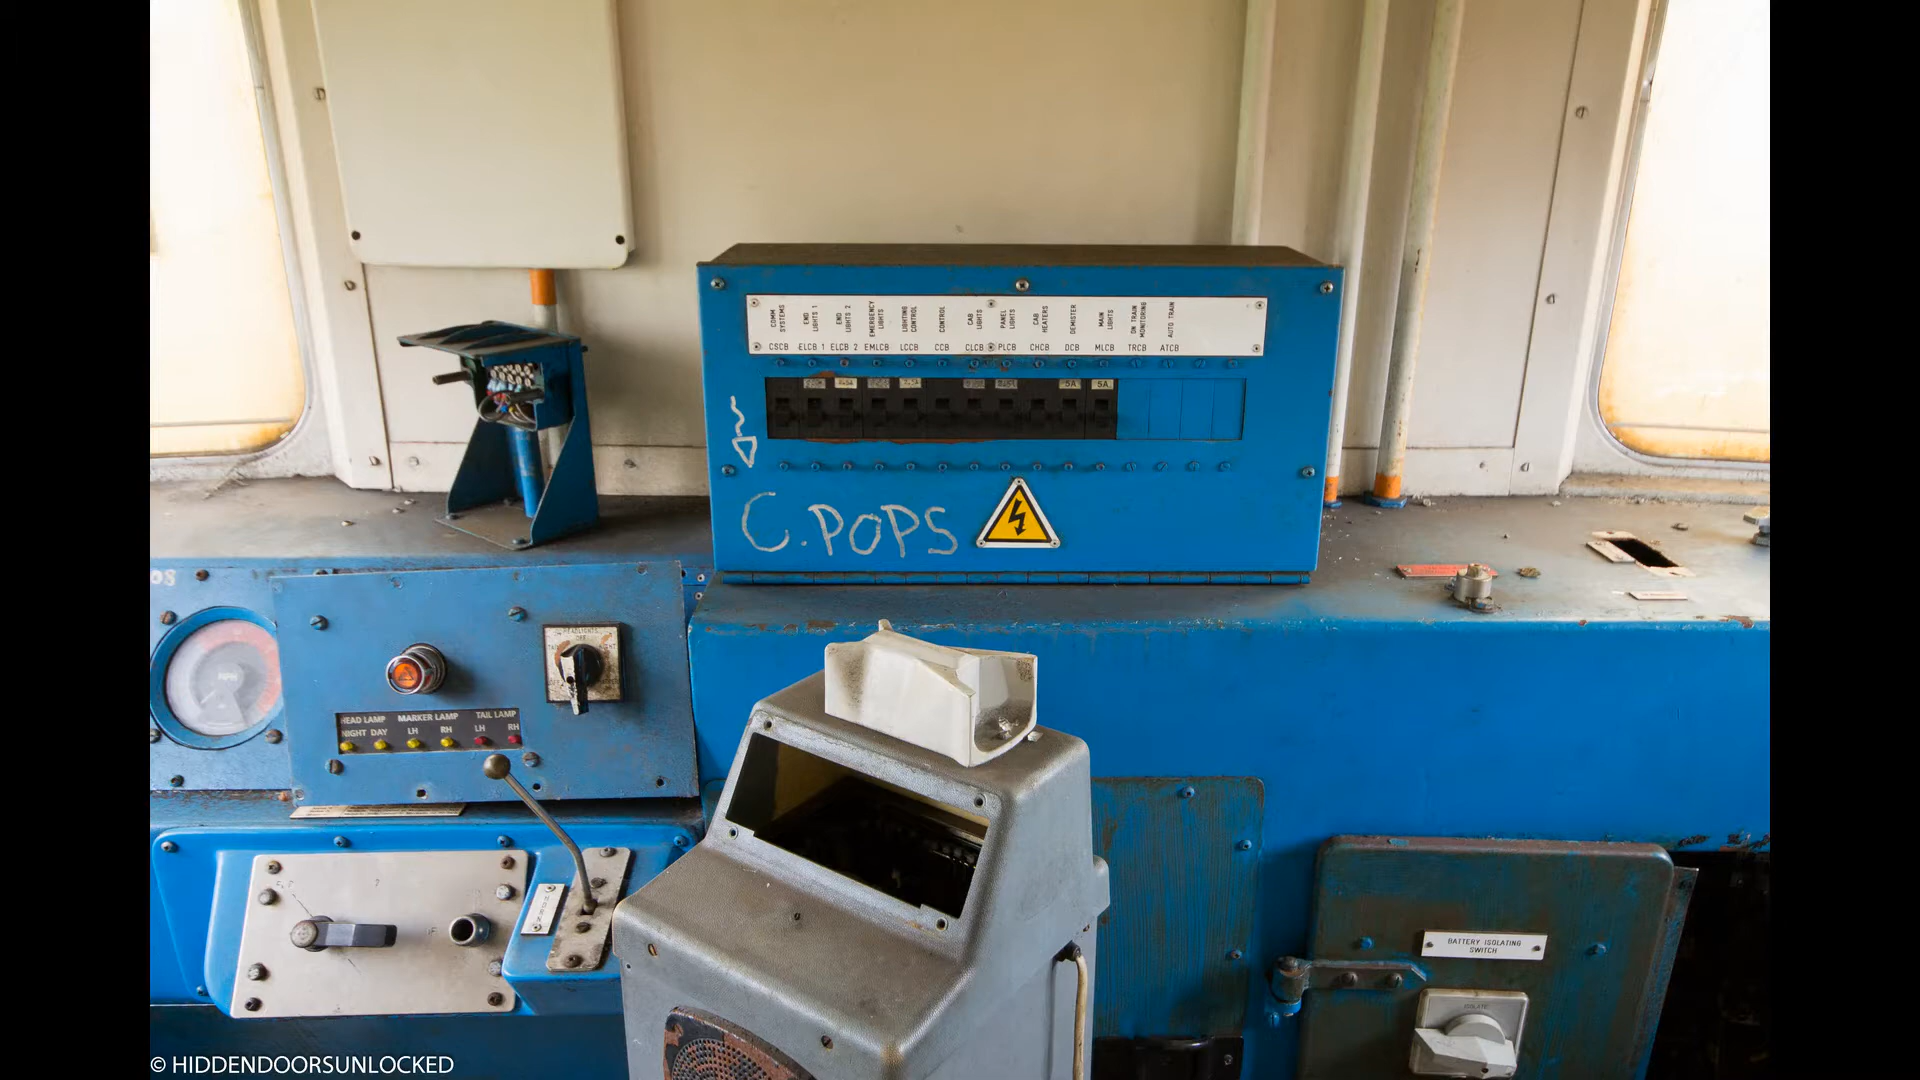 COMM SYSTEMS
END LIGHTS 1
END LIGHTS 2
EMERGENCY LIGHTS
LIGHTING CONTROL
CONTROL
CAB LIGHTS
PANEL LIGHTS
CAB HEATERS
DEMISTER
MAIN LIGHTS
ON TRAIN MONITORING
AUTO TRAIN
CSCB ELCB 1 ELCB 2 EMLCB LCCB CCB CLCB PLCB CHCB DCB MLCB TRCB ATCB
5A 5A
C.POPS
HEADLIGHTS
OFF
HEAD LAMP MARKER LAMP TAIL LAMP
NIGHT DAY LH RH LH RH
BATTERY ISOLATING
SWITCH
ISOLATE
© HIDDENDOORSUNLOCKED